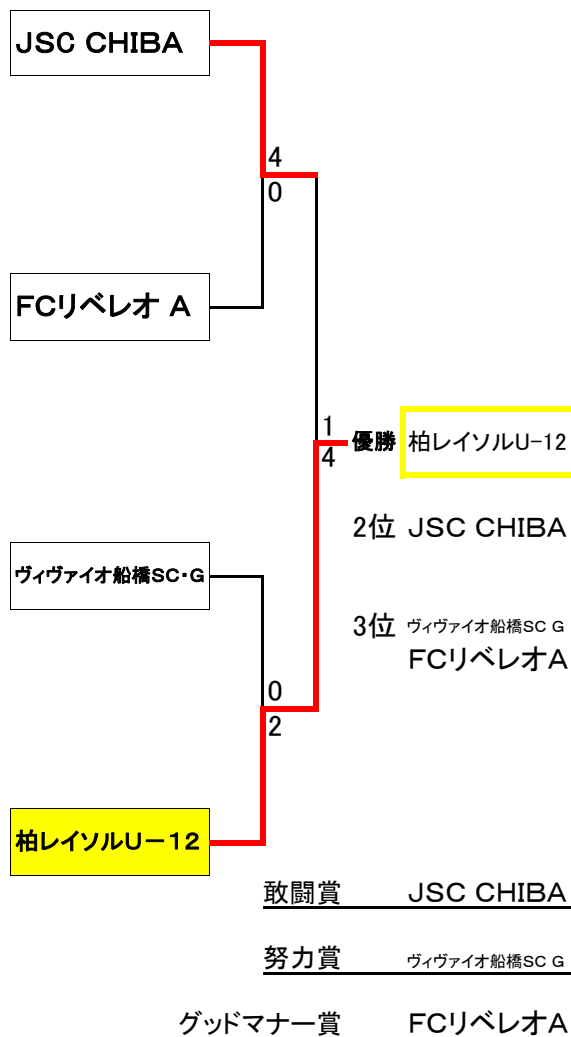 JSC CHIBA
4
0
FCリベレオ A
1
4
優勝 柏レイソルU-12
2位 JSC CHIBA
ヴィヴァイオ船橋SC・G
3位 ヴィヴァイオ船橋SC G
FCリベレオA
0
2
柏レイソルU－12
敢闘賞 JSC CHIBA
努力賞 ヴィヴァイオ船橋SC G
グッドマナー賞 FCリベレオA